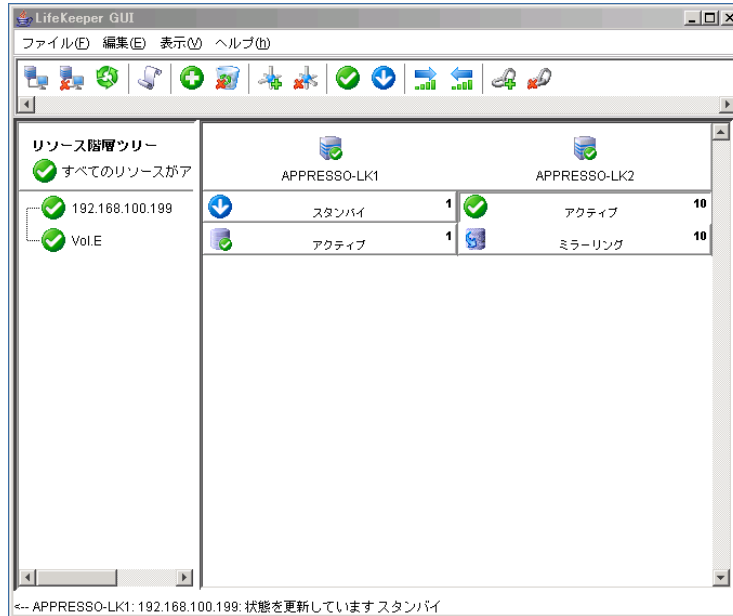 LifeKeeper GUI
ファイル(F) 編集(E) 表示(V) ヘルプ(h)
リソース階層ツリー
すべてのリソースがア
APPRESSO-LK1
APPRESSO-LK2
192.168.100.199
スタンバイ 1
アクティブ 10
Vol.E
アクティブ 1
ミラーリング 10
<-- APPRESSO-LK1: 192.168.100.199: 状態を更新しています スタンバイ